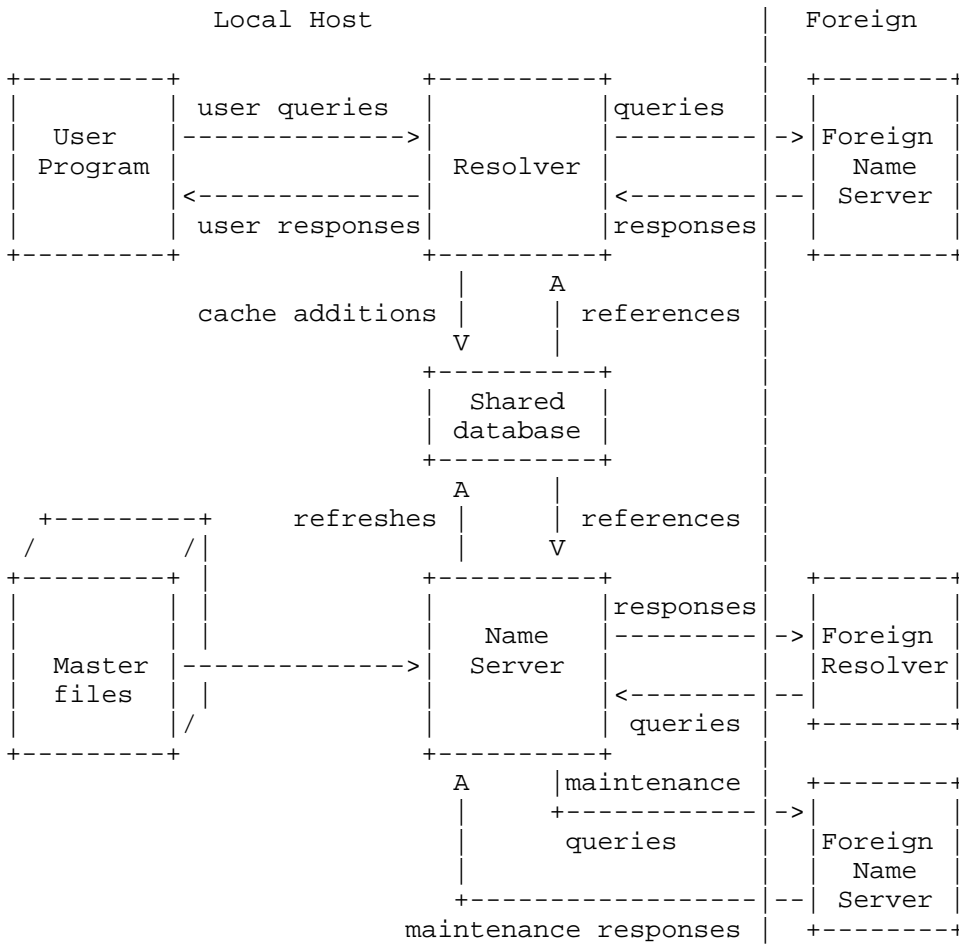 Local Host | Foreign
user queries queries
User Foreign
Program Resolver Name
Server
user responses responses
A
cache additions references
V
Shared
database
A
refreshes references
V
responses
Name Foreign
Master Server Resolver
files
queries
A maintenance
queries Foreign
Name
Server
maintenance responses